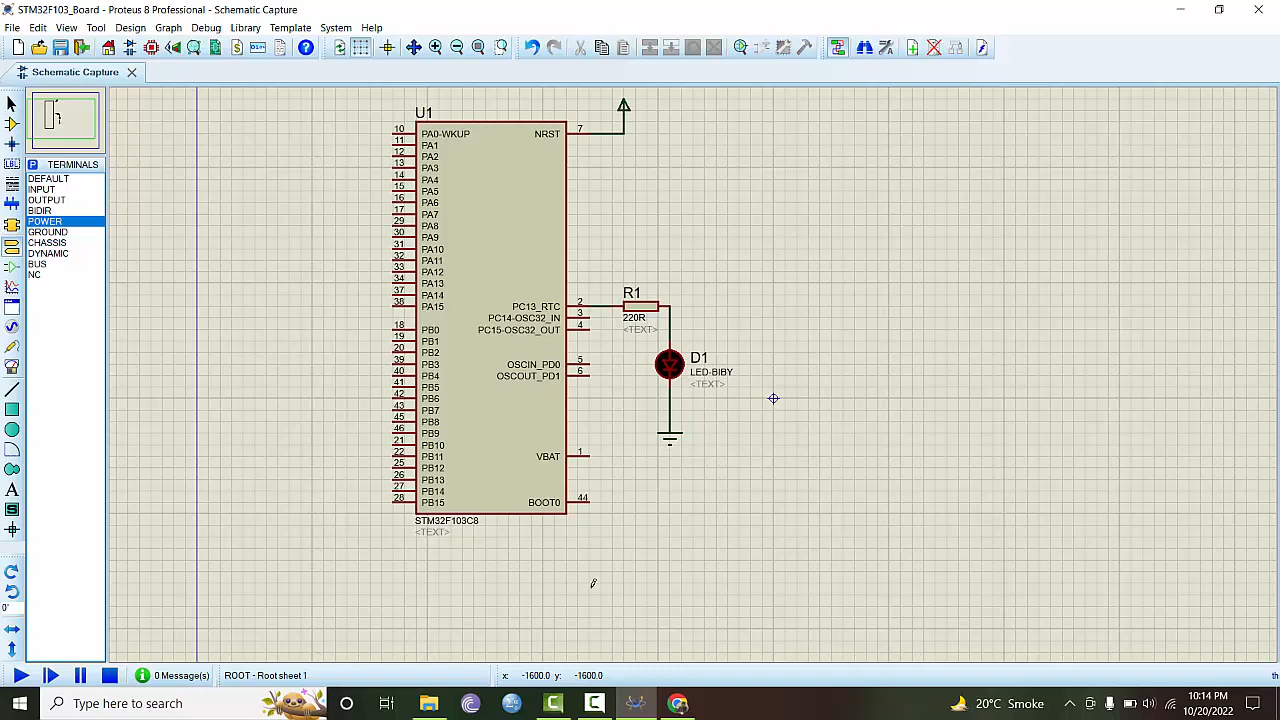 STM32F103_Board - Proteus 8 Professional - Schematic Capture
File Edit View Tool Design Graph Debug Library Template System Help
Schematic Capture
P TERMINALS
DEFAULT
INPUT
OUTPUT
BIDIR
POWER
GROUND
CHASSIS
DYNAMIC
BUS
NC
LBL
A
S
0°
U1
10 PA0-WKUP
11 PA1
12 PA2
13 PA3
14 PA4
15 PA5
16 PA6
17 PA7
29 PA8
30 PA9
31 PA10
32 PA11
33 PA12
34 PA13
37 PA14
38 PA15
18 PB0
19 PB1
20 PB2
39 PB3
40 PB4
41 PB5
42 PB6
43 PB7
45 PB8
46 PB9
21 PB10
22 PB11
25 PB12
26 PB13
27 PB14
28 PB15
NRST 7
PC13_RTC 2
PC14-OSC32_IN 3
PC15-OSC32_OUT 4
OSCIN_PD0 5
OSCOUT_PD1 6
VBAT 1
BOOT0 44
STM32F103C8
<TEXT>
R1
220R
<TEXT>
D1
LED-BIBY
<TEXT>
0 Message(s)
ROOT - Root sheet 1
x: -1600.0 y: -1600.0
th
Type here to search
20°C Smoke
10:14 PM
10/20/2022